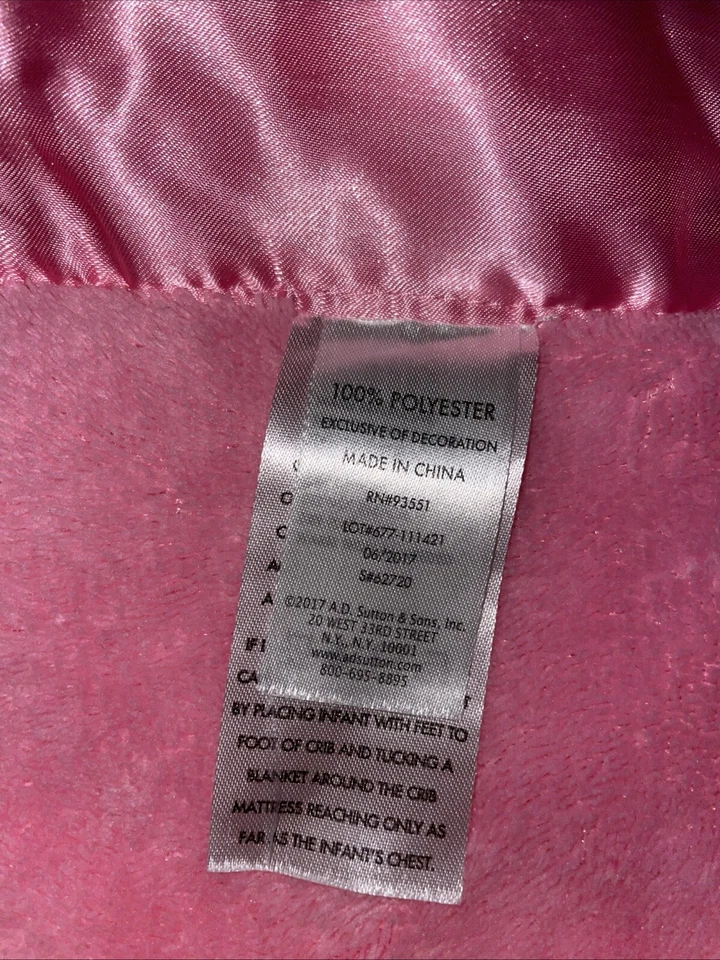 100% POLYESTER
EXCLUSIVE OF DECORATION
MADE IN CHINA
RN#93551
LOT#677-111421
06/2017
S#62720
©2017 A.D. Sutton & Sons, Inc.
20 WEST 33RD STREET
N.Y., N.Y. 10001
www.adsutton.com
800-695-8895
IF I
CA
BY PLACING INFANT WITH FEET TO
FOOT OF CRIB AND TUCKING A
BLANKET AROUND THE CRIB
MATTRESS REACHING ONLY AS
FAR AS THE INFANT'S CHEST.